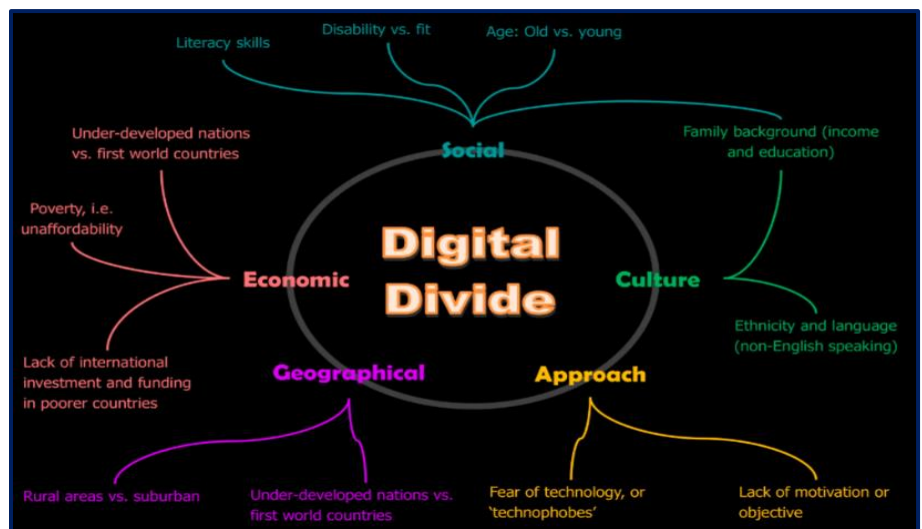 Literacy skills
Disability vs. fit
Age: Old vs. young
Under-developed nations
vs. first world countries
Family background (income
and education)
Social
Poverty, i.e.
unaffordability
Digital
Divide
Economic
Culture
Ethnicity and language
(non-English speaking)
Lack of international
investment and funding
in poorer countries
Geographical
Approach
Rural areas vs. suburban
Under-developed nations vs.
first world countries
Fear of technology, or
‘technophobes’
Lack of motivation or
objective